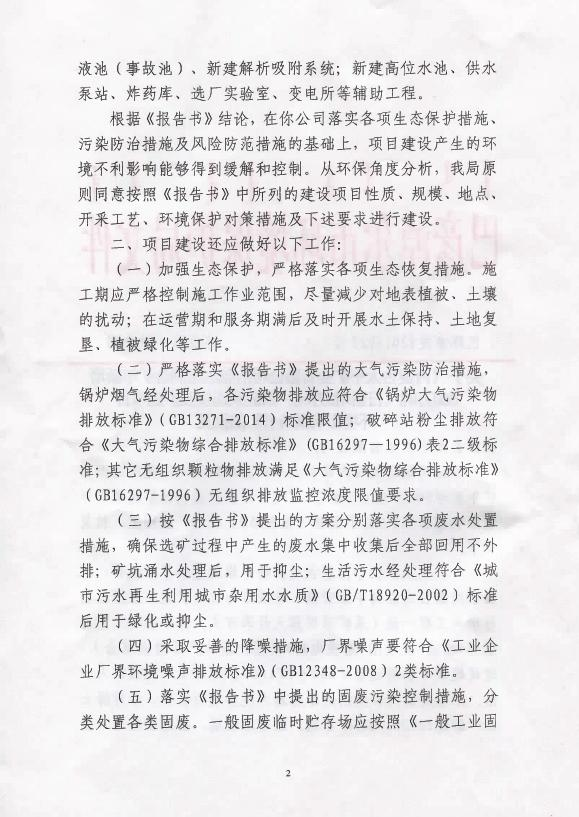 液池（事故池）、新建解析吸附系统；新建高位水池、供水
泵站、炸药库、选厂实验室、变电所等辅助工程。
根据《报告书》结论，在你公司落实各项生态保护措施、
污染防治措施及风险防范措施的基础上，项目建设产生的环
境不利影响能够得到缓解和控制。从环保角度分析，我局原
则同意按照《报告书》中所列的建设项目性质、规模、地点、
开采工艺、环境保护对策措施及下述要求进行建设。
二、项目建设还应做好以下工作：
（一）加强生态保护，严格落实各项生态恢复措施。施
工期应严格控制施工作业范围，尽量减少对地表植被、土壤
的扰动；在运营期和服务期满后及时开展水土保持、土地复
垦、植被绿化等工作。
（二）严格落实《报告书》提出的大气污染防治措施，
锅炉烟气经处理后，各污染物排放应符合《锅炉大气污染物
排放标准》（GB13271-2014）标准限值；破碎站粉尘排放符
合《大气污染物综合排放标准》(GB16297—1996)表2二级标
准；其它无组织颗粒物排放满足《大气污染物综合排放标准》
（GB16297-1996）无组织排放监控浓度限值要求。
（三）按《报告书》提出的方案分别落实各项废水处置
措施，确保选矿过程中产生的废水集中收集后全部回用不外
排；矿坑涌水处理后，用于抑尘；生活污水经处理符合《城
市污水再生利用城市杂用水水质》(GB/T18920-2002）标准
后用于绿化或抑尘。
（四）采取妥善的降噪措施，厂界噪声要符合《工业企
业厂界环境噪声排放标准》(GB12348-2008）2类标准。
（五）落实《报告书》中提出的固废污染控制措施，分
类处置各类固废。一般固废临时贮存场应按照《一般工业固
2